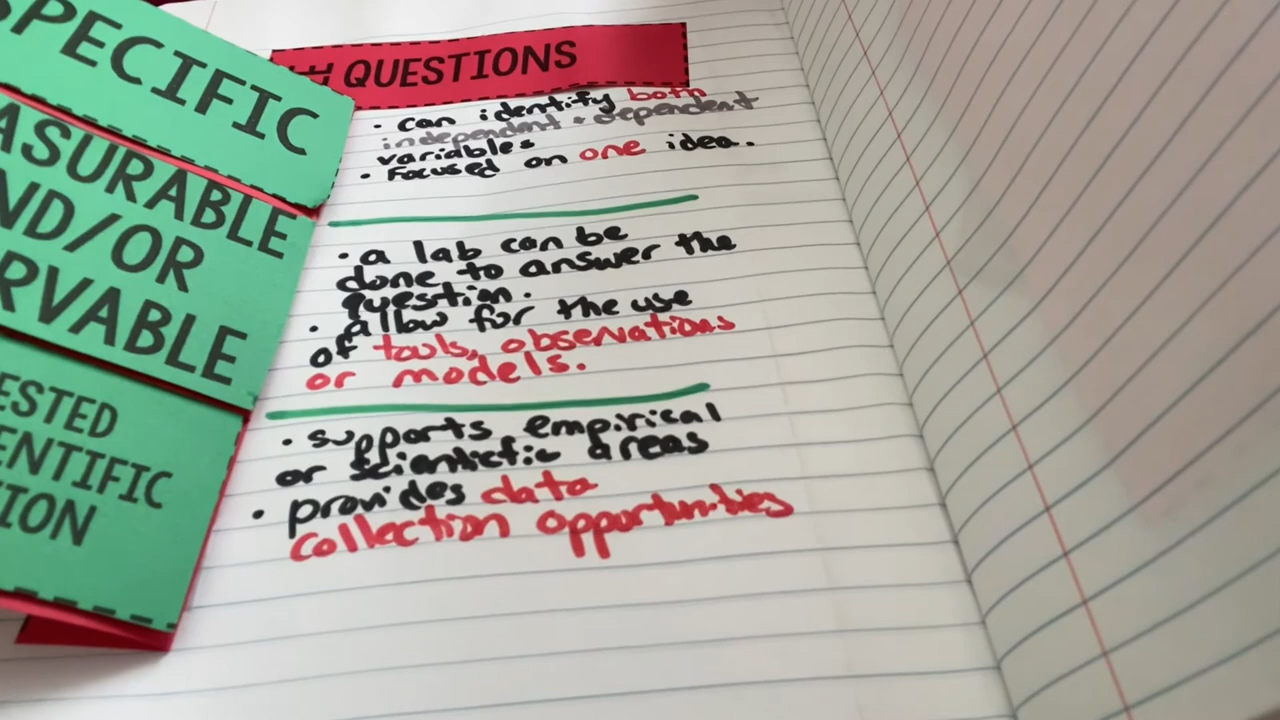 SPECIFIC
ASURABLE
ND/OR
RVABLE
ESTED
ENTIFIC
ION
QUESTIONS
• can identify both
independent + dependent
variables
• Focused on one idea.
• a lab can be
done to answer the
question.
• allow for the use
of tools, observations
or models.
• supports empirical
or scientific areas
• provides data
collection opportunities